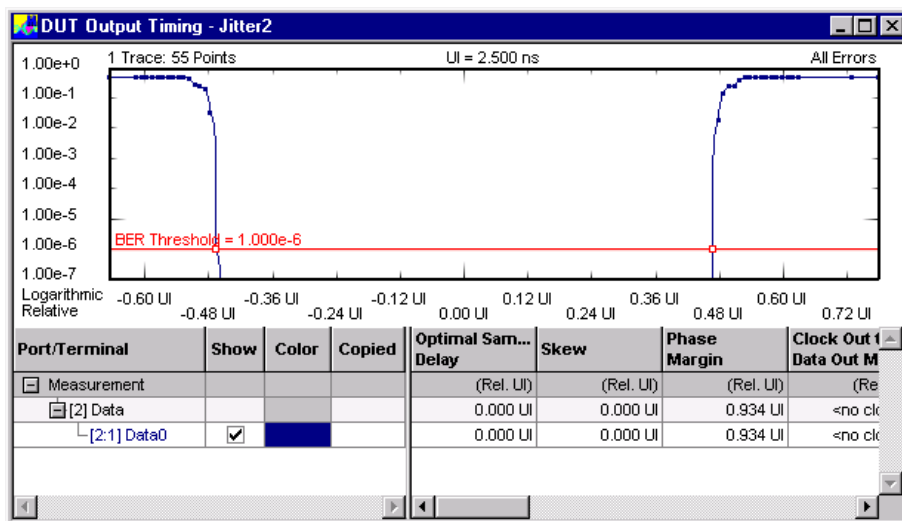 DUT Output Timing - Jitter2
1 Trace: 55 Points UI = 2.500 ns All Errors
1.00e+0
1.00e-1
1.00e-2
1.00e-3
1.00e-4
1.00e-5
1.00e-6
1.00e-7
BER Threshold = 1.000e-6
Logarithmic
Relative
-0.60 UI -0.36 UI -0.12 UI 0.12 UI 0.36 UI 0.60 UI
-0.48 UI -0.24 UI 0.00 UI 0.24 UI 0.48 UI 0.72 UI
Port/Terminal Show Color Copied Optimal Sam... Delay Skew Phase Margin Clock Out t Data Out M
Measurement (Rel. UI) (Rel. UI) (Rel. UI) (Re
[2] Data 0.000 UI 0.000 UI 0.934 UI <no clo
[2:1] Data0 0.000 UI 0.000 UI 0.934 UI <no clo